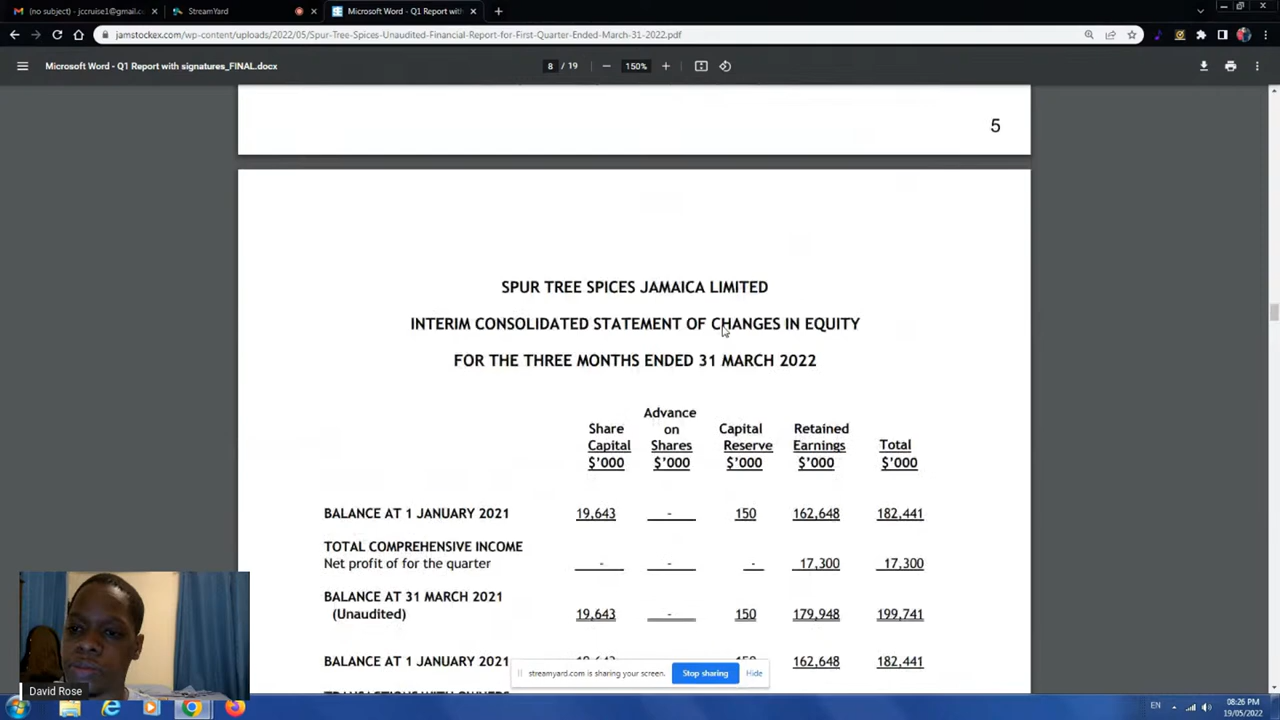 (no subject) - jccruise1@gmail.co
StreamYard
Microsoft Word - Q1 Report with
jamstockex.com/wp-content/uploads/2022/05/Spur-Tree-Spices-Unaudited-Financial-Report-for-First-Quarter-Ended-March-31-2022.pdf
Microsoft Word - Q1 Report with signatures_FINAL.docx
8 / 19
150%
5
SPUR TREE SPICES JAMAICA LIMITED
INTERIM CONSOLIDATED STATEMENT OF CHANGES IN EQUITY
FOR THE THREE MONTHS ENDED 31 MARCH 2022
Share Capital $'000
Advance on Shares $'000
Capital Reserve $'000
Retained Earnings $'000
Total $'000
BALANCE AT 1 JANUARY 2021 19,643 - 150 162,648 182,441
TOTAL COMPREHENSIVE INCOME
Net profit of for the quarter - - - 17,300 17,300
BALANCE AT 31 MARCH 2021
(Unaudited) 19,643 - 150 179,948 199,741
BALANCE AT 1 JANUARY 2021 162,648 182,441
streamyard.com is sharing your screen.
Stop sharing
Hide
David Rose
EN
08:26 PM
19/05/2022